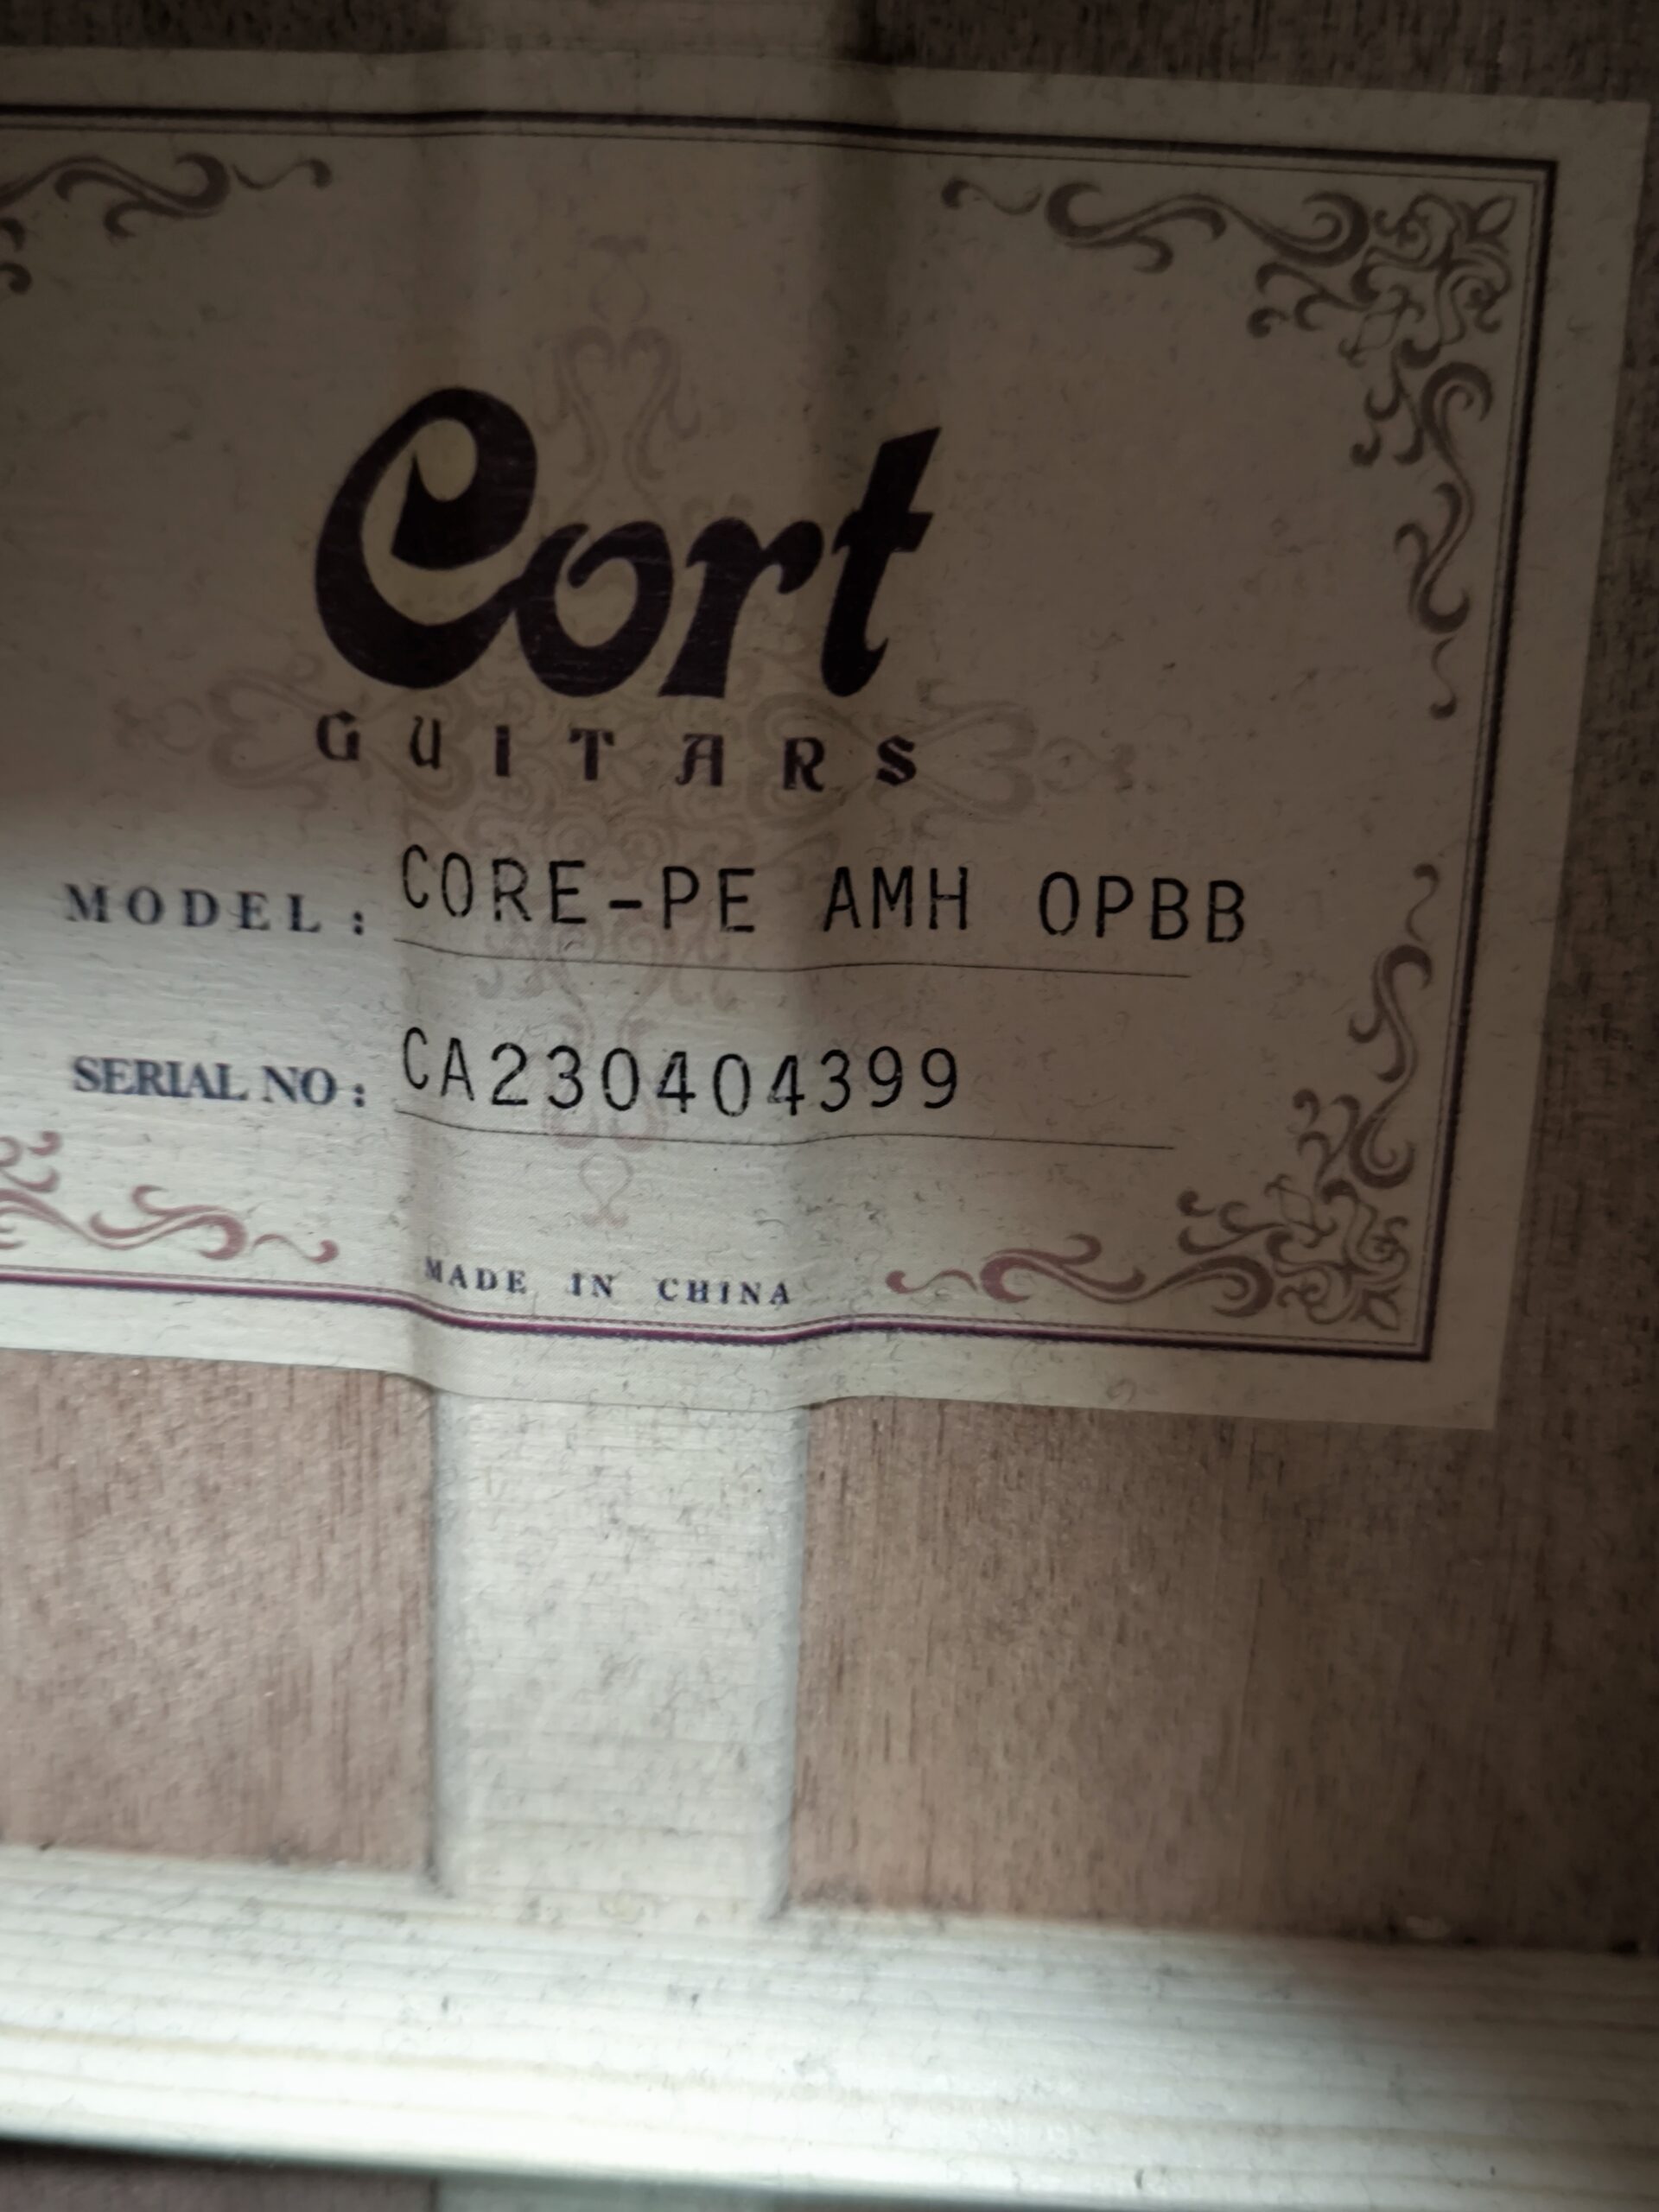 Cort
GUITARS
MODEL: CORE-PE AMH OPBB
SERIAL NO: CA230404399
MADE IN CHINA